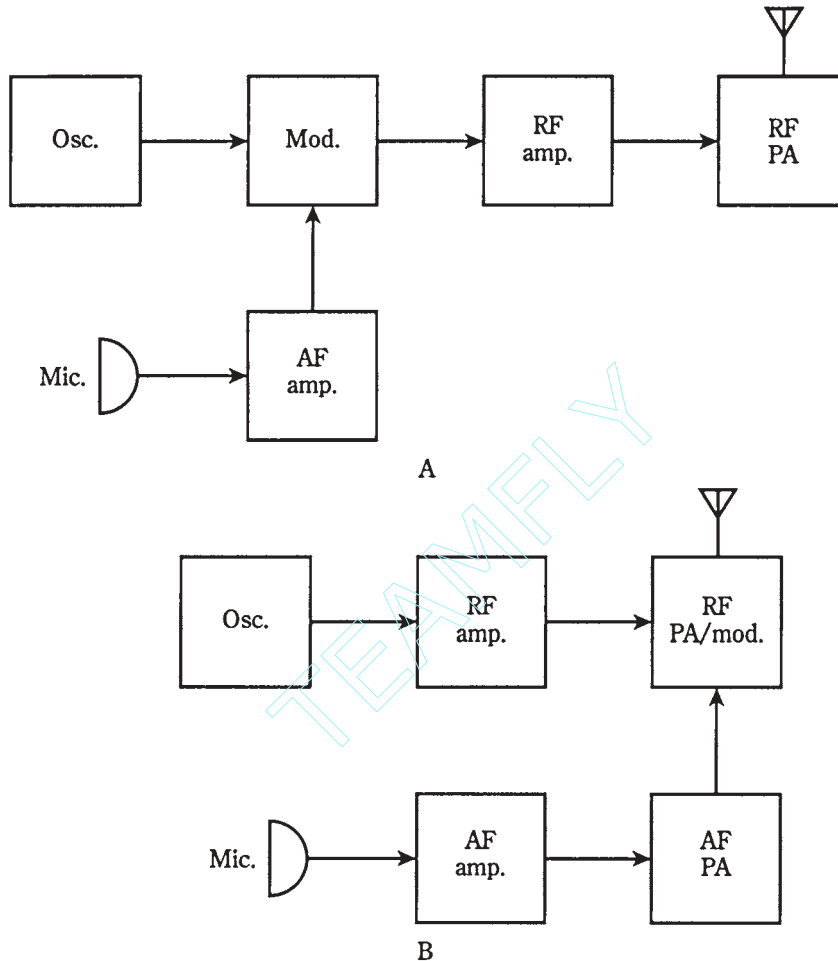 Osc.
Mod.
RF
amp.
RF
PA
Mic.
AF
amp.
A
TEAMFLY
Osc.
RF
amp.
RF
PA/mod.
Mic.
AF
amp.
AF
PA
B